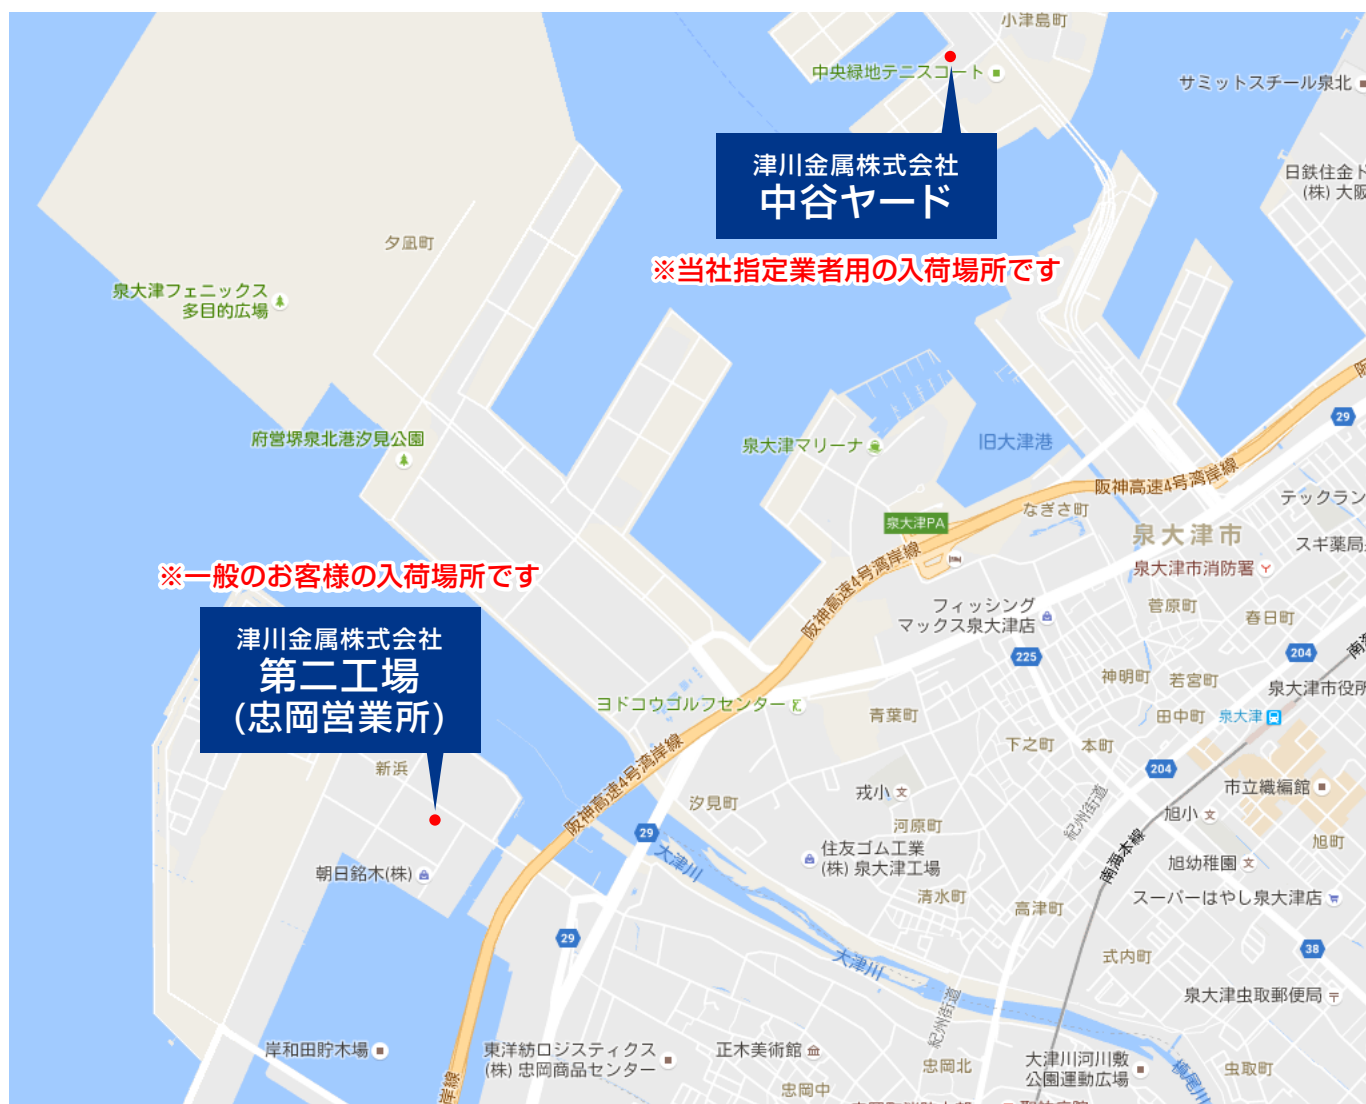 小津島町
中央緑地テニスコート
サミットスチール泉北
津川金属株式会社
中谷ヤード
日鉄住金ド
(株) 大阪
※当社指定業者用の入荷場所です
夕凪町
泉大津フェニックス
多目的広場
29
府営堺泉北港汐見公園
泉大津マリーナ
旧大津港
阪神高速4号湾岸線
テックラン
なぎさ町
泉大津PA
泉大津市
スギ薬局
泉大津市消防署
阪神高速4号湾岸線
※一般のお客様の入荷場所です
フィッシング
マックス泉大津店
菅原町
春日町
津川金属株式会社
第二工場
(忠岡営業所)
225
204
南海
神明町
若宮町
泉大津市役所
ヨドコウゴルフセンター
青葉町
田中町
泉大津
下之町
本町
阪神高速4号湾岸線
新浜
204
市立織編館
戎小
汐見町
紀州街道
旭小
河原町
29
旭町
南海本線
大津川
住友ゴム工業
(株) 泉大津工場
旭幼稚園
朝日銘木(株)
清水町
高津町
スーパーはやし泉大津店
29
38
大津川
式内町
泉大津虫取郵便局
紀州街道
岸和田貯木場
東洋紡ロジスティクス
(株) 忠岡商品センター
正木美術館
忠岡北
大津川河川敷
公園運動広場
虫取町
槇尾川
忠岡中
岸線